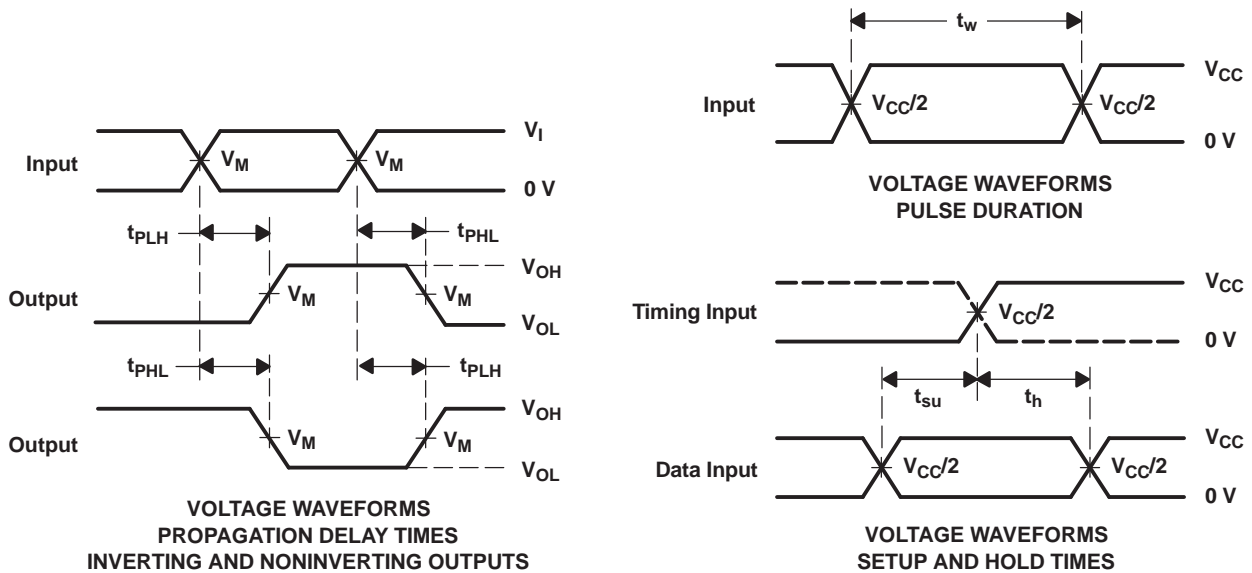 Input
V_M
V_M
V_I
0 V
t_PLH
t_PHL
Output
V_M
V_M
V_OH
V_OL
t_PHL
t_PLH
Output
V_M
V_M
V_OH
V_OL
VOLTAGE WAVEFORMS
PROPAGATION DELAY TIMES
INVERTING AND NONINVERTING OUTPUTS
t_w
Input
V_CC/2
V_CC/2
V_CC
0 V
VOLTAGE WAVEFORMS
PULSE DURATION
Timing Input
V_CC/2
V_CC
0 V
t_su
t_h
Data Input
V_CC/2
V_CC/2
V_CC
0 V
VOLTAGE WAVEFORMS
SETUP AND HOLD TIMES